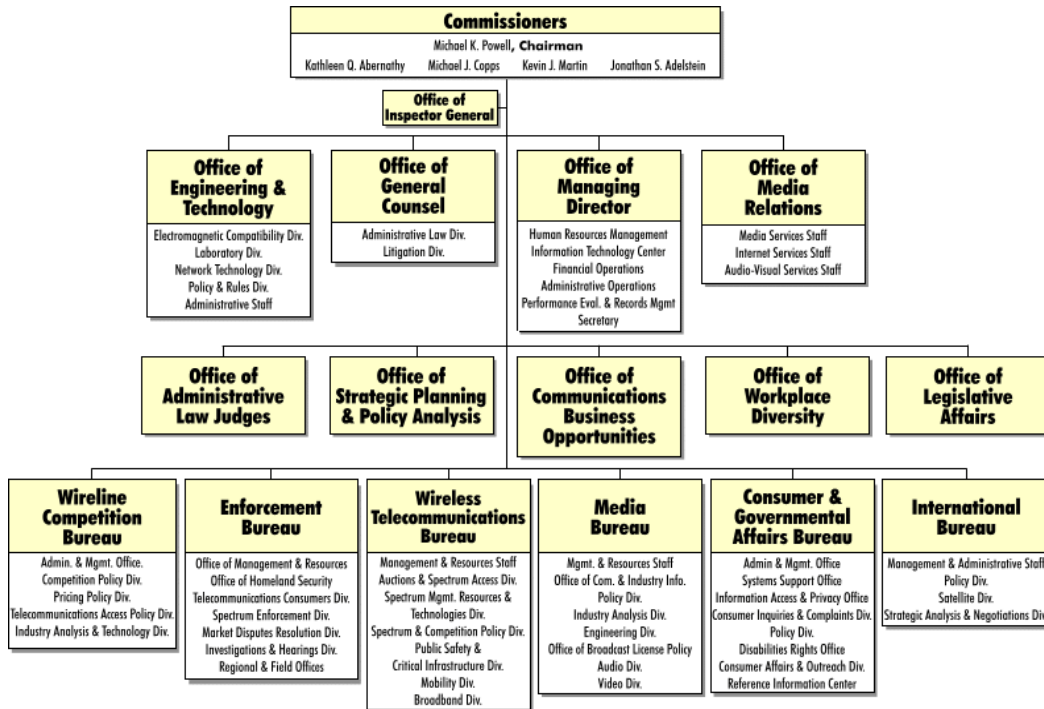 Commissioners
Michael K. Powell, Chairman
Kathleen Q. Abernathy Michael J. Copps Kevin J. Martin Jonathan S. Adelstein
Office of
Inspector General
Office of
Engineering &
Technology
Electromagnetic Compatibility Div.
Laboratory Div.
Network Technology Div.
Policy & Rules Div.
Administrative Staff
Office of
General
Counsel
Administrative Law Div.
Litigation Div.
Office of
Managing
Director
Human Resources Management
Information Technology Center
Financial Operations
Administrative Operations
Performance Eval. & Records Mgmt
Secretary
Office of
Media
Relations
Media Services Staff
Internet Services Staff
Audio-Visual Services Staff
Office of
Administrative
Law Judges
Office of
Strategic Planning
& Policy Analysis
Office of
Communications
Business
Opportunities
Office of
Workplace
Diversity
Office of
Legislative
Affairs
Wireline
Competition
Bureau
Admin. & Mgmt. Office.
Competition Policy Div.
Pricing Policy Div.
Telecommunications Access Policy Div.
Industry Analysis & Technology Div.
Enforcement
Bureau
Office of Management & Resources
Office of Homeland Security
Telecommunications Consumers Div.
Spectrum Enforcement Div.
Market Disputes Resolution Div.
Investigations & Hearings Div.
Regional & Field Offices
Wireless
Telecommunications
Bureau
Management & Resources Staff
Auctions & Spectrum Access Div.
Spectrum Mgmt. Resources &
Technologies Div.
Spectrum & Competition Policy Div.
Public Safety &
Critical Infrastructure Div.
Mobility Div.
Broadband Div.
Media
Bureau
Mgmt. & Resources Staff
Office of Com. & Industry Info.
Policy Div.
Industry Analysis Div.
Engineering Div.
Office of Broadcast License Policy
Audio Div.
Video Div.
Consumer &
Governmental
Affairs Bureau
Admin & Mgmt. Office
Systems Support Office
Information Access & Privacy Office
Consumer Inquiries & Complaints Div.
Policy Div.
Disabilities Rights Office
Consumer Affairs & Outreach Div.
Reference Information Center
International
Bureau
Management & Administrative Staff
Policy Div.
Satellite Div.
Strategic Analysis & Negotiations Div.